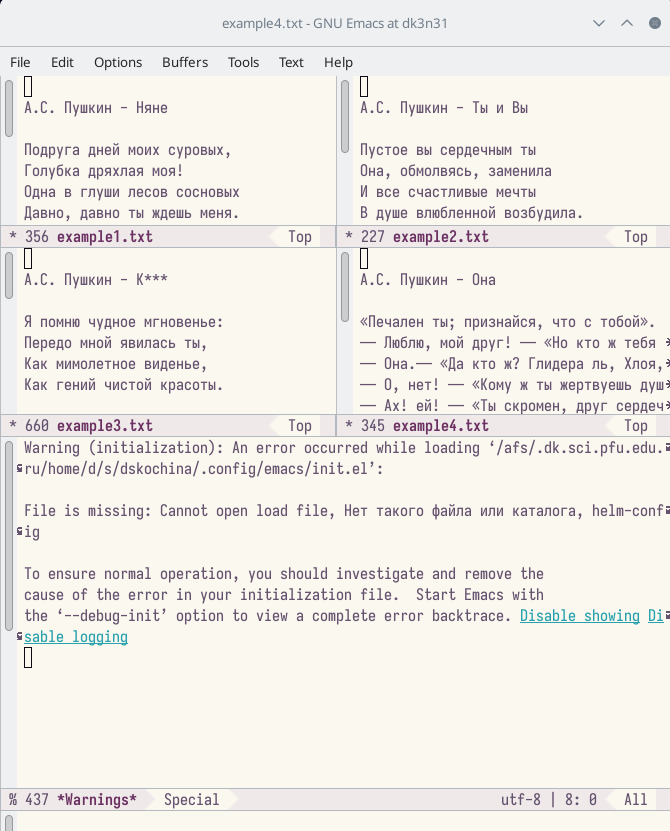 example4.txt - GNU Emacs at dk3n31
File Edit Options Buffers Tools Text Help
А.С. Пушкин - Няне
Подруга дней моих суровых,
Голубка дряхлая моя!
Одна в глуши лесов сосновых
Давно, давно ты ждешь меня.
* 356 example1.txt Top
А.С. Пушкин - Ты и Вы
Пустое вы сердечным ты
Она, обмолвясь, заменила
И все счастливые мечты
В душе влюбленной возбудила.
* 227 example2.txt Top
А.С. Пушкин - К***
Я помню чудное мгновенье:
Передо мной явилась ты,
Как мимолетное виденье,
Как гений чистой красоты.
* 660 example3.txt Top
А.С. Пушкин - Она
«Печален ты; признайся, что с тобой».
— Люблю, мой друг! — «Но кто ж тебя
— Она.— «Да кто ж? Глидера ль, Хлоя,
— О, нет! — «Кому ж ты жертвуешь душ
— Ах! ей! — «Ты скромен, друг сердеч
* 345 example4.txt Top
Warning (initialization): An error occurred while loading ‘/afs/.dk.sci.pfu.edu.
ru/home/d/s/dskochina/.config/emacs/init.el’:
File is missing: Cannot open load file, Нет такого файла или каталога, helm-conf
ig
To ensure normal operation, you should investigate and remove the
cause of the error in your initialization file.  Start Emacs with
the ‘--debug-init’ option to view a complete error backtrace. Disable showing Di
sable logging
% 437 *Warnings* Special utf-8 | 8: 0 All